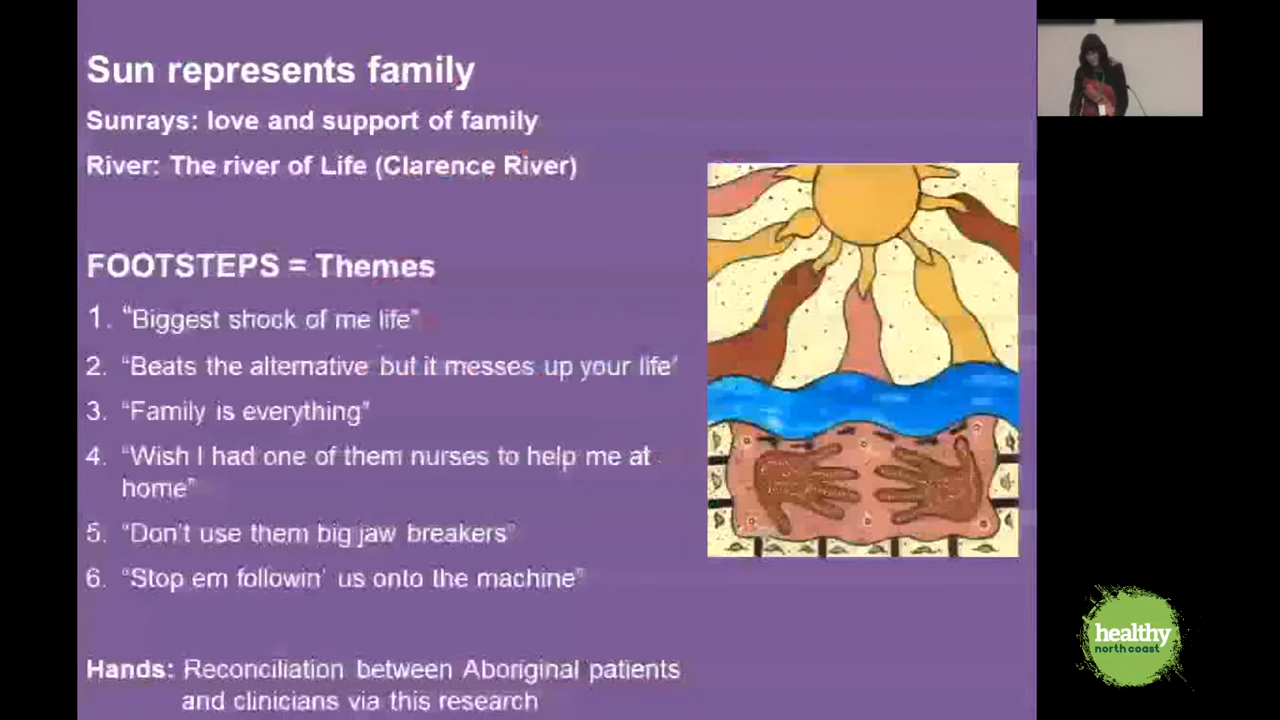 Sun represents family
Sunrays: love and support of family
River: The river of Life (Clarence River)
FOOTSTEPS = Themes
1. “Biggest shock of me life”
2. “Beats the alternative but it messes up your life’
3. “Family is everything”
4. “Wish I had one of them nurses to help me at
home”
5. “Don’t use them big jaw breakers”
6. “Stop em followin’ us onto the machine”
Hands: Reconciliation between Aboriginal patients
and clinicians via this research
healthy
north coast